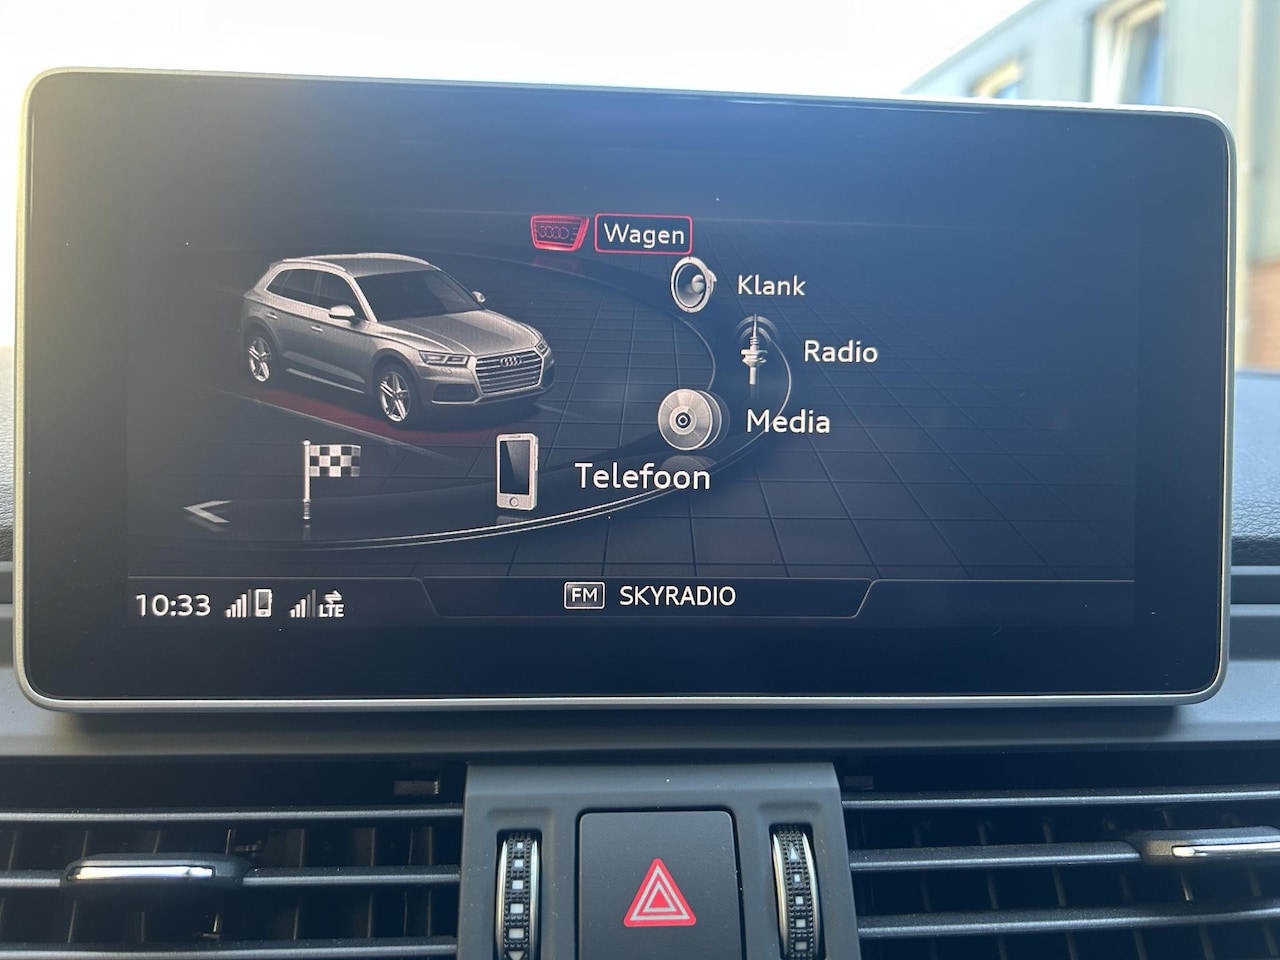 Wagen
Klank
Radio
Media
Telefoon
10:33
LTE
FM SKYRADIO